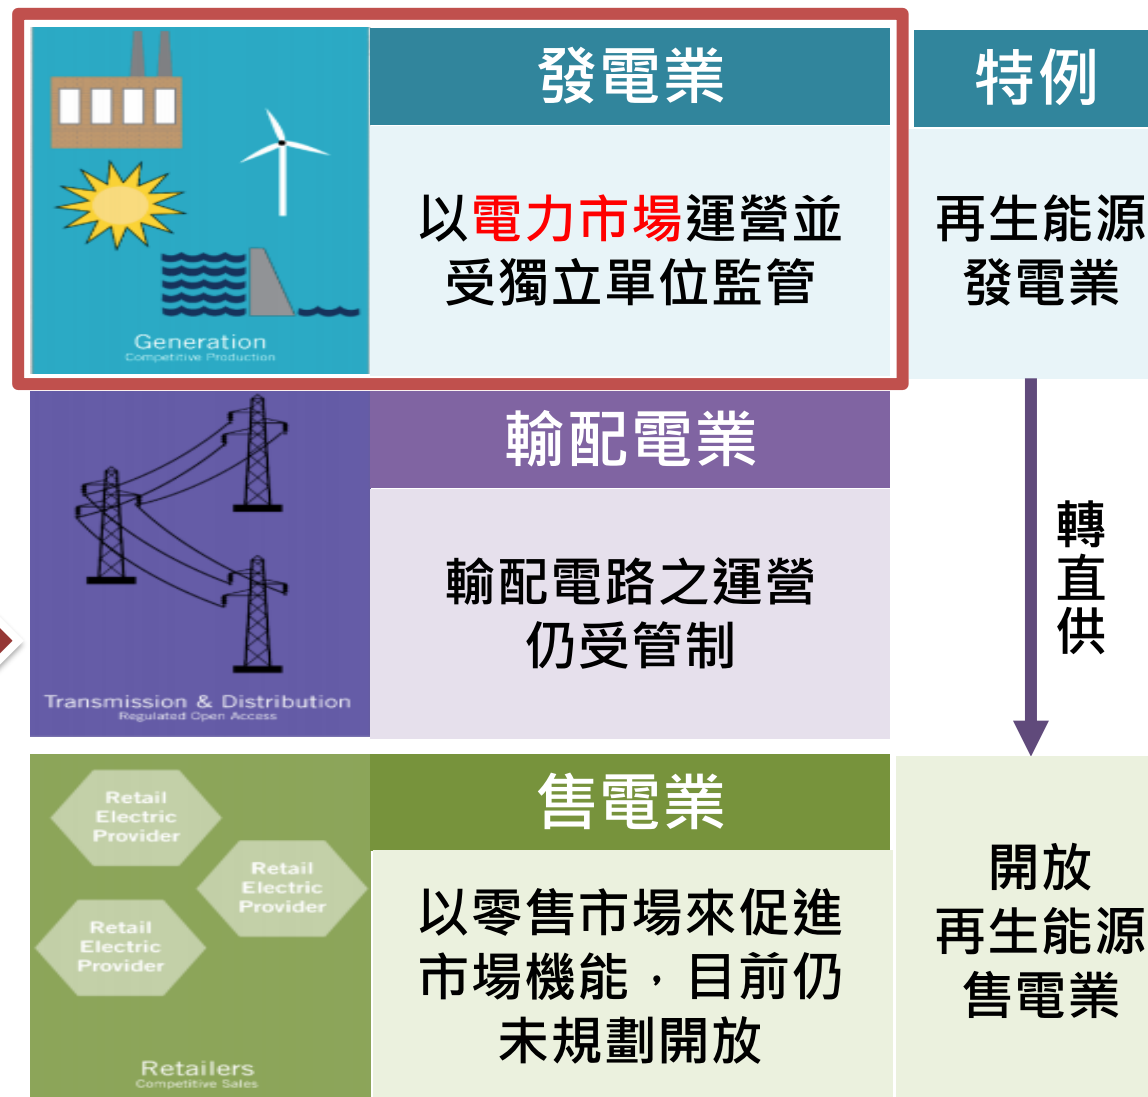 發電業
特例
以電力市場運營並
受獨立單位監管
再生能源
發電業
Generation
Competitive Production
輸配電業
輸配電路之運營
仍受管制
轉直供
Transmission & Distribution
Regulated Open Access
售電業
Retail
Electric
Provider
Retail
Electric
Provider
Retail
Electric
Provider
以零售市場來促進
市場機能，目前仍
未規劃開放
開放
再生能源
售電業
Retailers
Competitive Sales